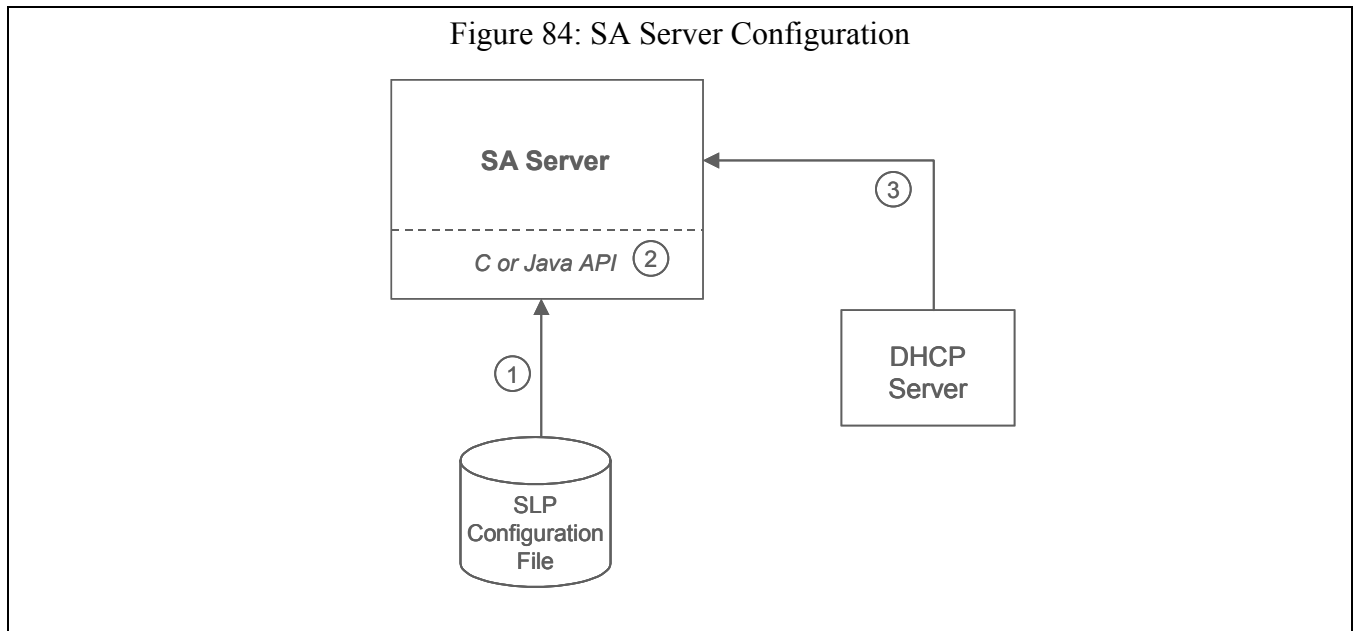 Figure 84: SA Server Configuration
SA Server
3
C or Java API 2
DHCP
Server
1
SLP
Configuration
File